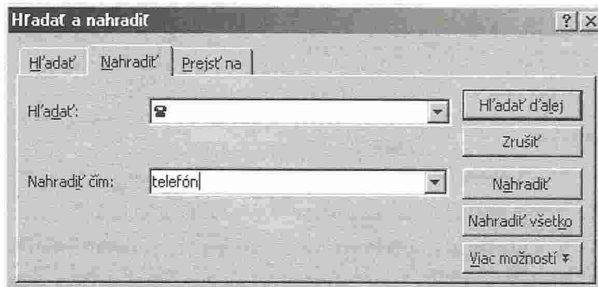 Hľadať a nahradiť
Hľadať Nahradiť Prejsť na
Hľadať: ☎ Hľadať ďalej
Zrušiť
Nahradiť čím: telefón Nahradiť
Nahradiť všetko
Viac možností